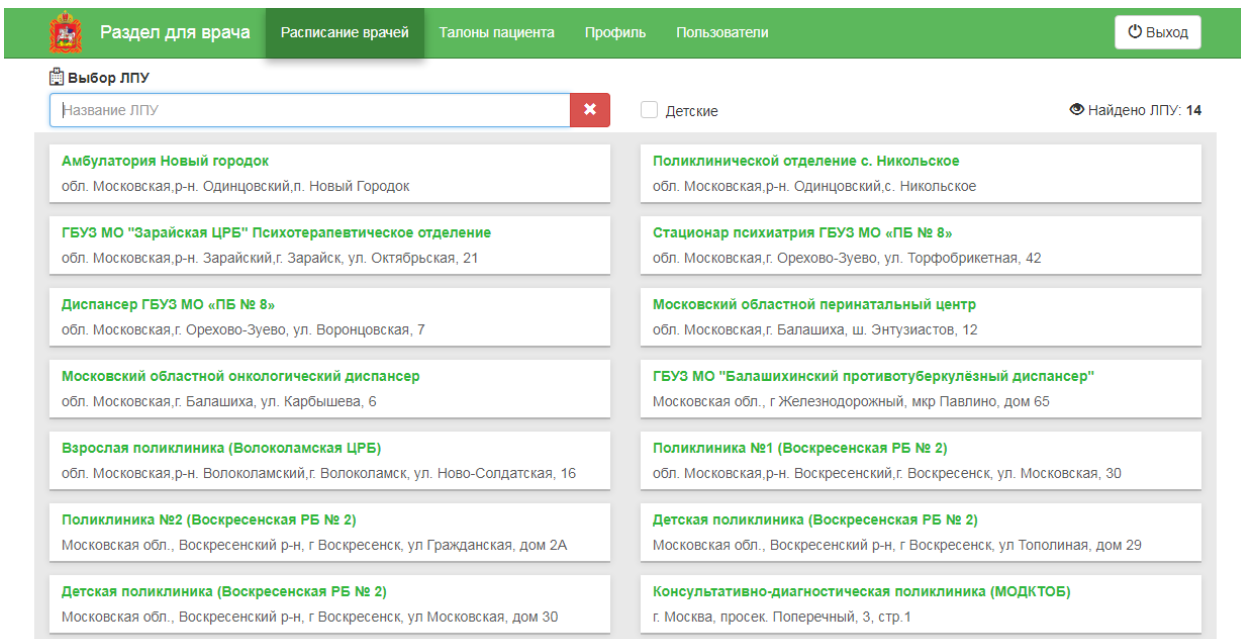 Раздел для врача Расписание врачей Талоны пациента Профиль Пользователи Выход
Выбор ЛПУ
Название ЛПУ Детские Найдено ЛПУ: 14
Амбулатория Новый городок
обл. Московская,р-н. Одинцовский,п. Новый Городок
Поликлинической отделение с. Никольское
обл. Московская,р-н. Одинцовский,с. Никольское
ГБУЗ МО "Зарайская ЦРБ" Психотерапевтическое отделение
обл. Московская,р-н. Зарайский,г. Зарайск, ул. Октябрьская, 21
Стационар психиатрия ГБУЗ МО «ПБ № 8»
обл. Московская,г. Орехово-Зуево, ул. Торфобрикетная, 42
Диспансер ГБУЗ МО «ПБ № 8»
обл. Московская,г. Орехово-Зуево, ул. Воронцовская, 7
Московский областной перинатальный центр
обл. Московская,г. Балашиха, ш. Энтузиастов, 12
Московский областной онкологический диспансер
обл. Московская,г. Балашиха, ул. Карбышева, 6
ГБУЗ МО "Балашихинский противотуберкулёзный диспансер"
Московская обл., г Железнодорожный, мкр Павлино, дом 65
Взрослая поликлиника (Волоколамская ЦРБ)
обл. Московская,р-н. Волоколамский,г. Волоколамск, ул. Ново-Солдатская, 16
Поликлиника №1 (Воскресенская РБ № 2)
обл. Московская,р-н. Воскресенский,г. Воскресенск, ул. Московская, 30
Поликлиника №2 (Воскресенская РБ № 2)
Московская обл., Воскресенский р-н, г Воскресенск, ул Гражданская, дом 2А
Детская поликлиника (Воскресенская РБ № 2)
Московская обл., Воскресенский р-н, г Воскресенск, ул Тополиная, дом 29
Детская поликлиника (Воскресенская РБ № 2)
Московская обл., Воскресенский р-н, г Воскресенск, ул Московская, дом 30
Консультативно-диагностическая поликлиника (МОДКТОБ)
г. Москва, просек. Поперечный, 3, стр.1